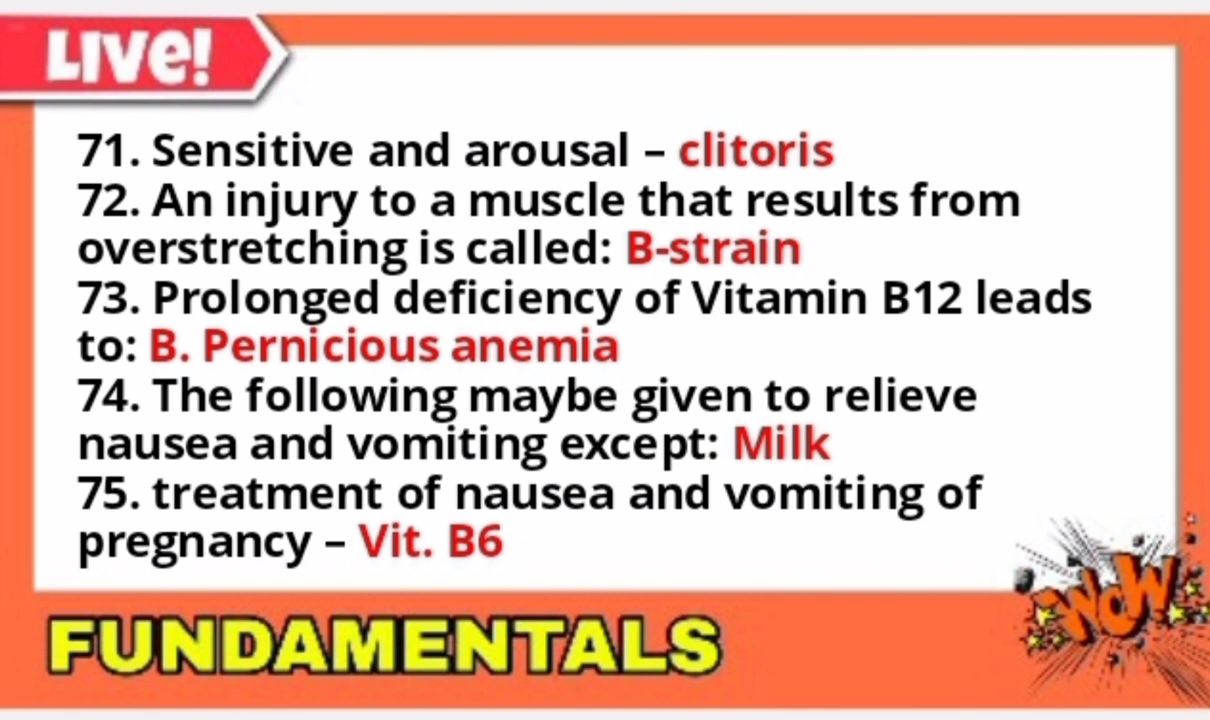 LIVe!
71. Sensitive and arousal – clitoris
72. An injury to a muscle that results from
overstretching is called: B-strain
73. Prolonged deficiency of Vitamin B12 leads
to: B. Pernicious anemia
74. The following maybe given to relieve
nausea and vomiting except: Milk
75. treatment of nausea and vomiting of
pregnancy – Vit. B6
WOW
FUNDAMENTALS